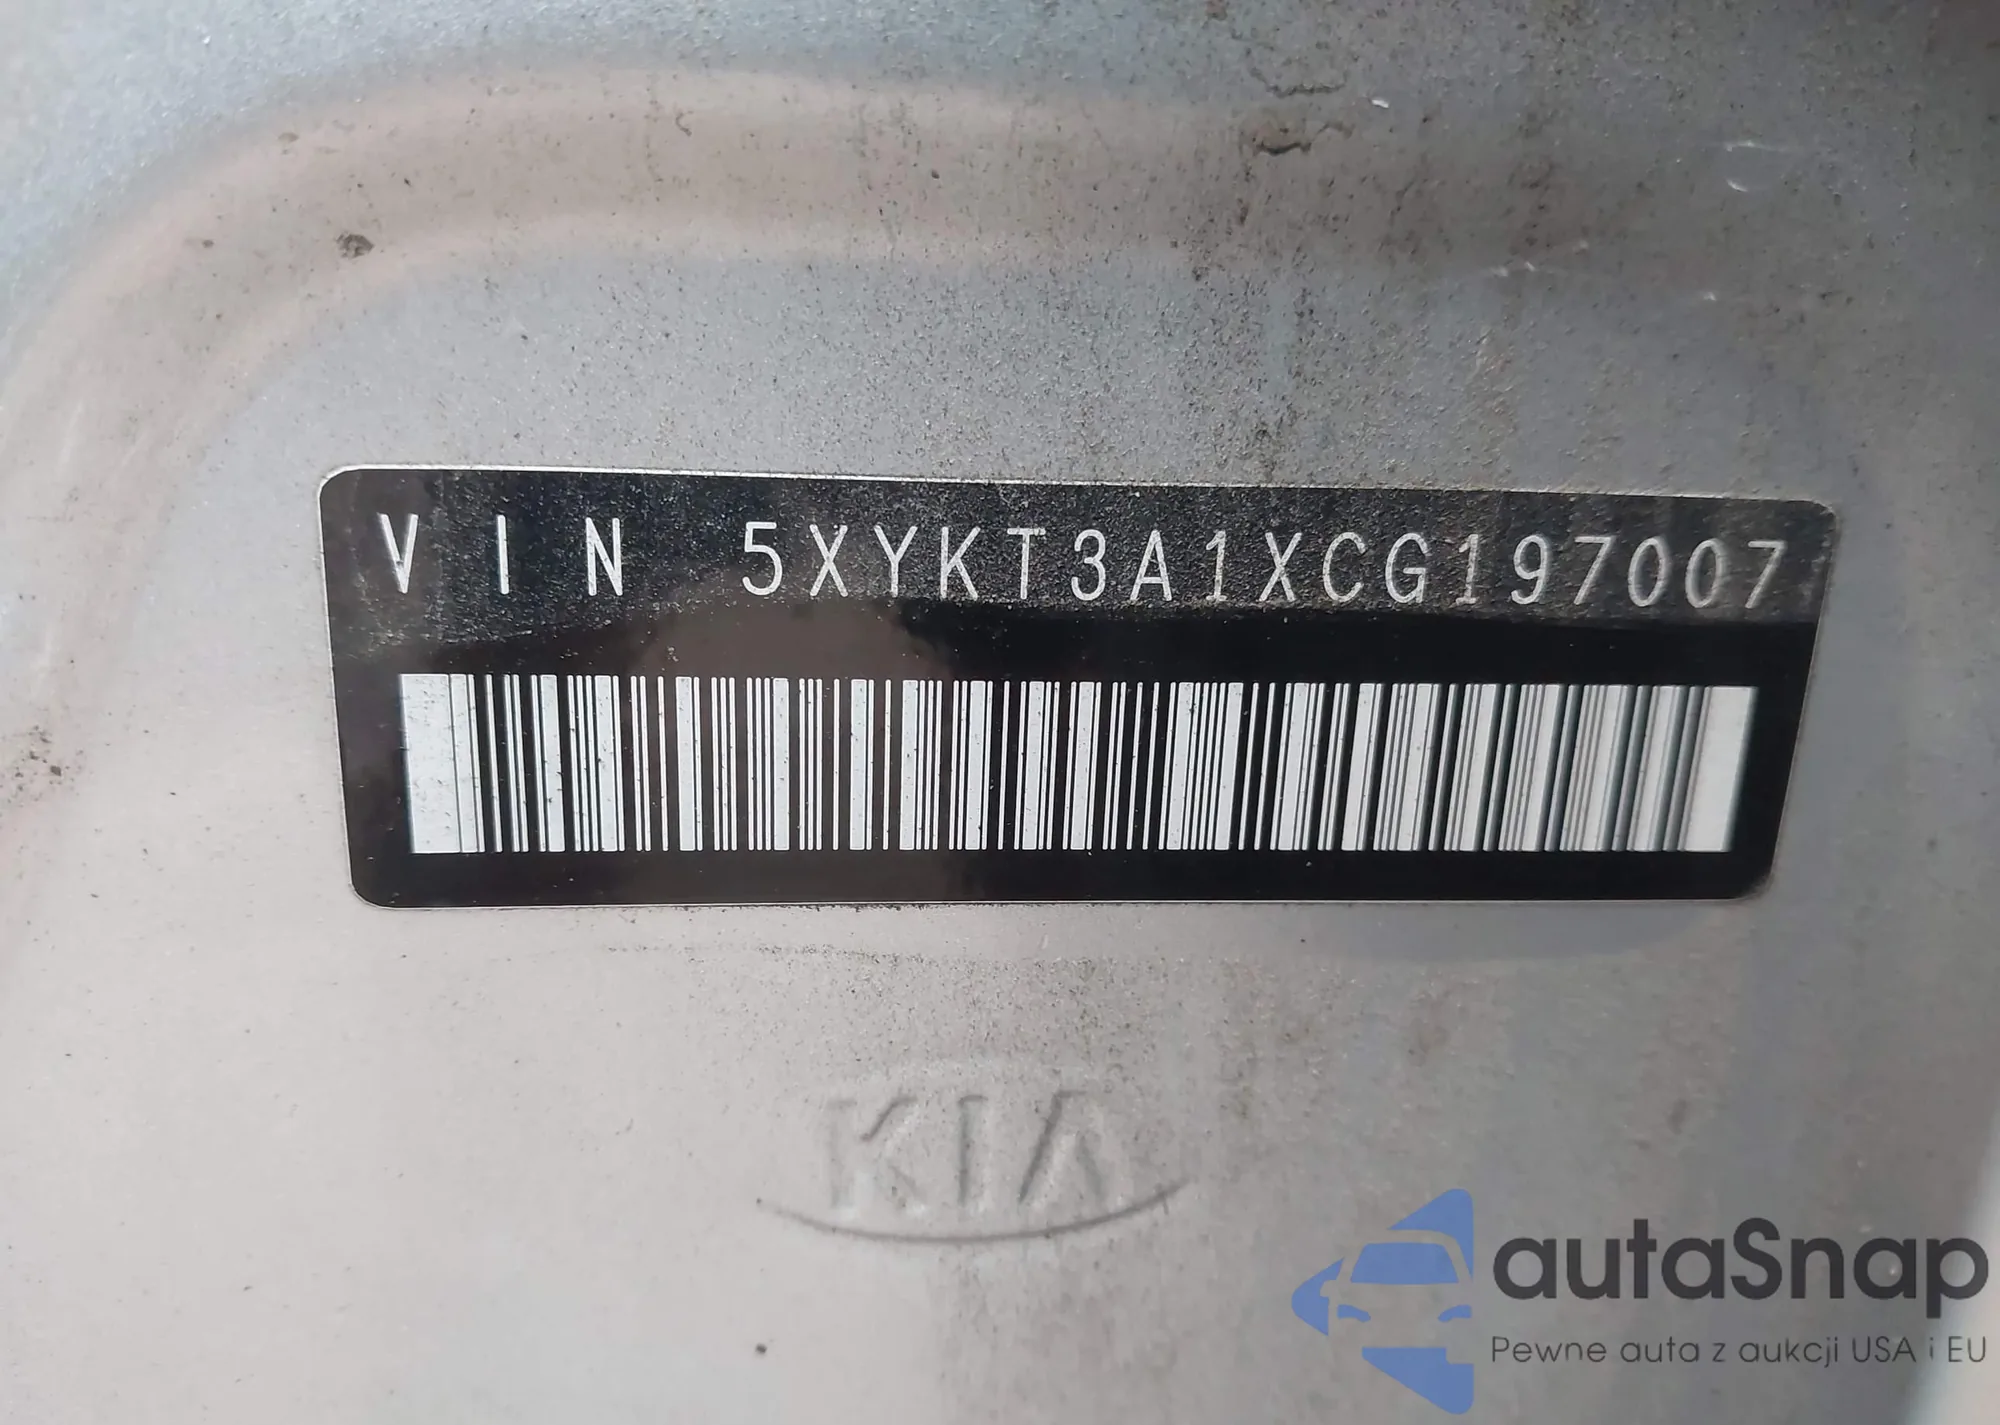 VIN 5XYKT3A1XCG197007
KIA
autaSnap
Pewne auta z aukcji USA i EU